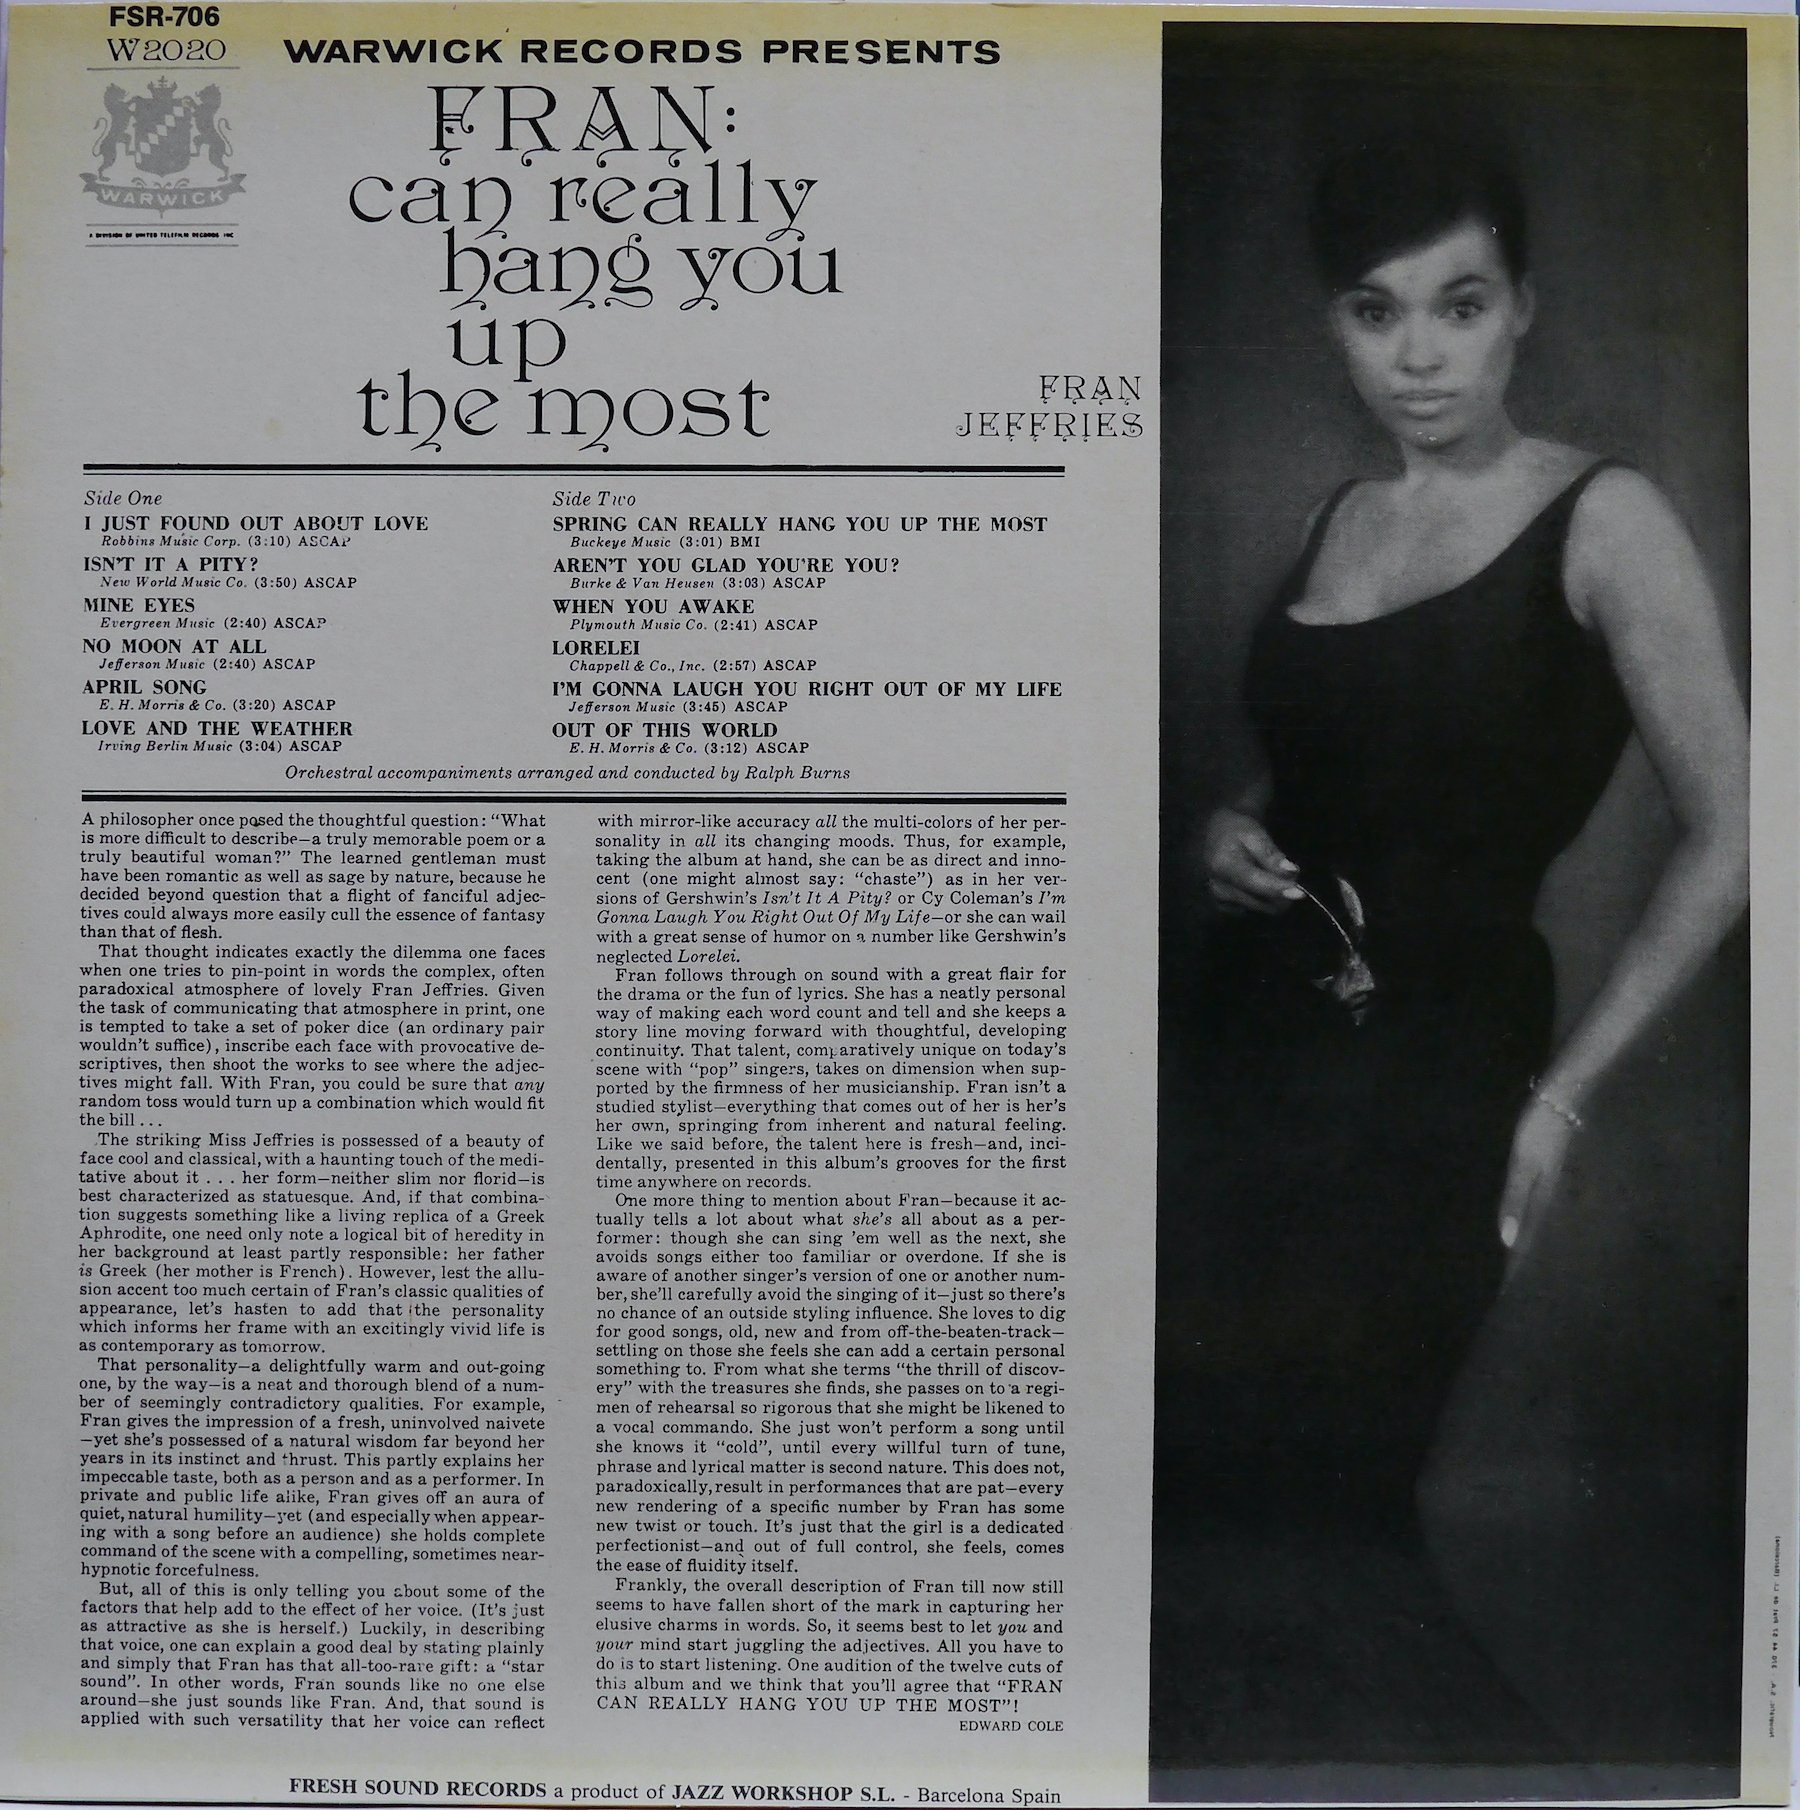 FSR-706
W2020
WARWICK
A DIVISION OF UNITED TELEFILM RECORDS INC
WARWICK RECORDS PRESENTS
FRAN:
can really
hang you
up
the most
FRAN
JEFFRIES
Side One
I JUST FOUND OUT ABOUT LOVE
Robbins Music Corp. (3:10) ASCAP
ISN'T IT A PITY?
New World Music Co. (3:50) ASCAP
MINE EYES
Evergreen Music (2:40) ASCAP
NO MOON AT ALL
Jefferson Music (2:40) ASCAP
APRIL SONG
E. H. Morris & Co. (3:20) ASCAP
LOVE AND THE WEATHER
Irving Berlin Music (3:04) ASCAP
Side Two
SPRING CAN REALLY HANG YOU UP THE MOST
Buckeye Music (3:01) BMI
AREN'T YOU GLAD YOU'RE YOU?
Burke & Van Heusen (3:03) ASCAP
WHEN YOU AWAKE
Plymouth Music Co. (2:41) ASCAP
LORELEI
Chappell & Co., Inc. (2:57) ASCAP
I'M GONNA LAUGH YOU RIGHT OUT OF MY LIFE
Jefferson Music (3:45) ASCAP
OUT OF THIS WORLD
E. H. Morris & Co. (3:12) ASCAP
Orchestral accompaniments arranged and conducted by Ralph Burns
A philosopher once posed the thoughtful question: "What
is more difficult to describe—a truly memorable poem or a
truly beautiful woman?" The learned gentleman must
have been romantic as well as sage by nature, because he
decided beyond question that a flight of fanciful adjec-
tives could always more easily cull the essence of fantasy
than that of flesh.
That thought indicates exactly the dilemma one faces
when one tries to pin-point in words the complex, often
paradoxical atmosphere of lovely Fran Jeffries. Given
the task of communicating that atmosphere in print, one
is tempted to take a set of poker dice (an ordinary pair
wouldn't suffice), inscribe each face with provocative de-
scriptives, then shoot the works to see where the adjec-
tives might fall. With Fran, you could be sure that any
random toss would turn up a combination which would fit
the bill . . .
The striking Miss Jeffries is possessed of a beauty of
face cool and classical, with a haunting touch of the medi-
tative about it . . . her form—neither slim nor florid—is
best characterized as statuesque. And, if that combina-
tion suggests something like a living replica of a Greek
Aphrodite, one need only note a logical bit of heredity in
her background at least partly responsible: her father
is Greek (her mother is French). However, lest the allu-
sion accent too much certain of Fran's classic qualities of
appearance, let's hasten to add that the personality
which informs her frame with an excitingly vivid life is
as contemporary as tomorrow.
That personality—a delightfully warm and out-going
one, by the way—is a neat and thorough blend of a num-
ber of seemingly contradictory qualities. For example,
Fran gives the impression of a fresh, uninvolved naivete
—yet she's possessed of a natural wisdom far beyond her
years in its instinct and thrust. This partly explains her
impeccable taste, both as a person and as a performer. In
private and public life alike, Fran gives off an aura of
quiet, natural humility—yet (and especially when appear-
ing with a song before an audience) she holds complete
command of the scene with a compelling, sometimes near-
hypnotic forcefulness.
But, all of this is only telling you about some of the
factors that help add to the effect of her voice. (It's just
as attractive as she is herself.) Luckily, in describing
that voice, one can explain a good deal by stating plainly
and simply that Fran has that all-too-rare gift: a "star
sound". In other words, Fran sounds like no one else
around—she just sounds like Fran. And, that sound is
applied with such versatility that her voice can reflect
with mirror-like accuracy all the multi-colors of her per-
sonality in all its changing moods. Thus, for example,
taking the album at hand, she can be as direct and inno-
cent (one might almost say: "chaste") as in her ver-
sions of Gershwin's Isn't It A Pity? or Cy Coleman's I'm
Gonna Laugh You Right Out Of My Life—or she can wail
with a great sense of humor on a number like Gershwin's
neglected Lorelei.
Fran follows through on sound with a great flair for
the drama or the fun of lyrics. She has a neatly personal
way of making each word count and tell and she keeps a
story line moving forward with thoughtful, developing
continuity. That talent, comparatively unique on today's
scene with "pop" singers, takes on dimension when sup-
ported by the firmness of her musicianship. Fran isn't a
studied stylist—everything that comes out of her is her's
her own, springing from inherent and natural feeling.
Like we said before, the talent here is fresh—and, inci-
dentally, presented in this album's grooves for the first
time anywhere on records.
One more thing to mention about Fran—because it ac-
tually tells a lot about what she's all about as a per-
former: though she can sing 'em well as the next, she
avoids songs either too familiar or overdone. If she is
aware of another singer's version of one or another num-
ber, she'll carefully avoid the singing of it—just so there's
no chance of an outside styling influence. She loves to dig
for good songs, old, new and from off-the-beaten-track—
settling on those she feels she can add a certain personal
something to. From what she terms "the thrill of discov-
ery" with the treasures she finds, she passes on to a regi-
men of rehearsal so rigorous that she might be likened to
a vocal commando. She just won't perform a song until
she knows it "cold", until every willful turn of tune,
phrase and lyrical matter is second nature. This does not,
paradoxically, result in performances that are pat—every
new rendering of a specific number by Fran has some
new twist or touch. It's just that the girl is a dedicated
perfectionist—and out of full control, she feels, comes
the ease of fluidity itself.
Frankly, the overall description of Fran till now still
seems to have fallen short of the mark in capturing her
elusive charms in words. So, it seems best to let you and
your mind start juggling the adjectives. All you have to
do is to start listening. One audition of the twelve cuts of
this album and we think that you'll agree that "FRAN
CAN REALLY HANG YOU UP THE MOST"!
EDWARD COLE
FRESH SOUND RECORDS a product of JAZZ WORKSHOP S.L. - Barcelona Spain